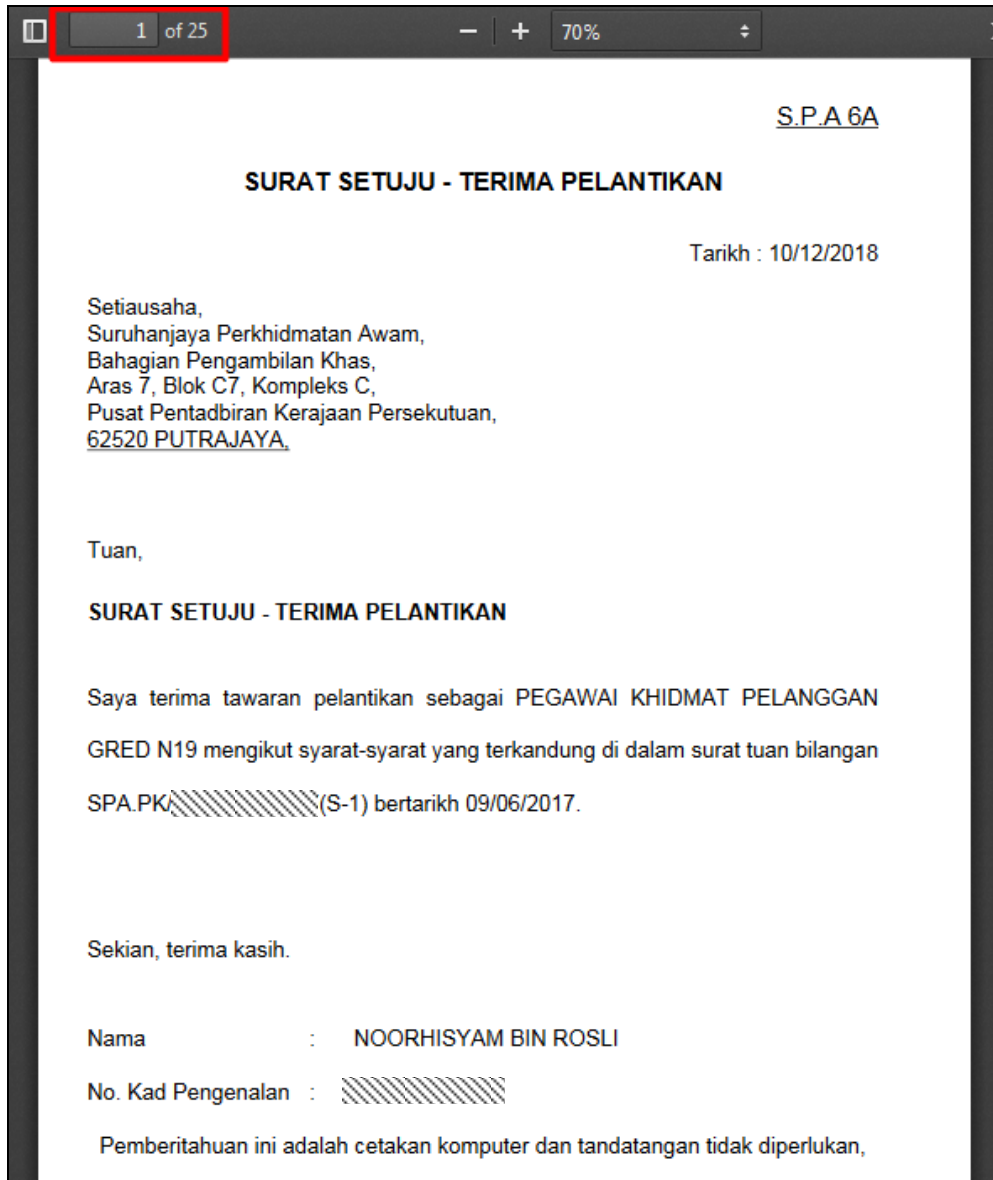 1 of 25
70%
S.P.A 6A
SURAT SETUJU - TERIMA PELANTIKAN
Tarikh : 10/12/2018
Setiausaha,
Suruhanjaya Perkhidmatan Awam,
Bahagian Pengambilan Khas,
Aras 7, Blok C7, Kompleks C,
Pusat Pentadbiran Kerajaan Persekutuan,
62520 PUTRAJAYA,
Tuan,
SURAT SETUJU - TERIMA PELANTIKAN
Saya terima tawaran pelantikan sebagai PEGAWAI KHIDMAT PELANGGAN
GRED N19 mengikut syarat-syarat yang terkandung di dalam surat tuan bilangan
SPA.PK/ (S-1) bertarikh 09/06/2017.
Sekian, terima kasih.
Nama : NOORHISYAM BIN ROSLI
No. Kad Pengenalan :
Pemberitahuan ini adalah cetakan komputer dan tandatangan tidak diperlukan,